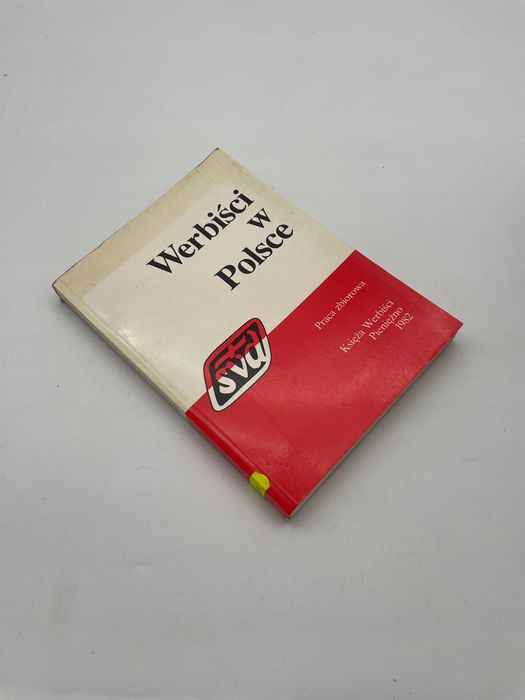 Werbiści
w
Polsce
svd
Praca zbiorowa
Księża Werbiści
Pieniężno
1982